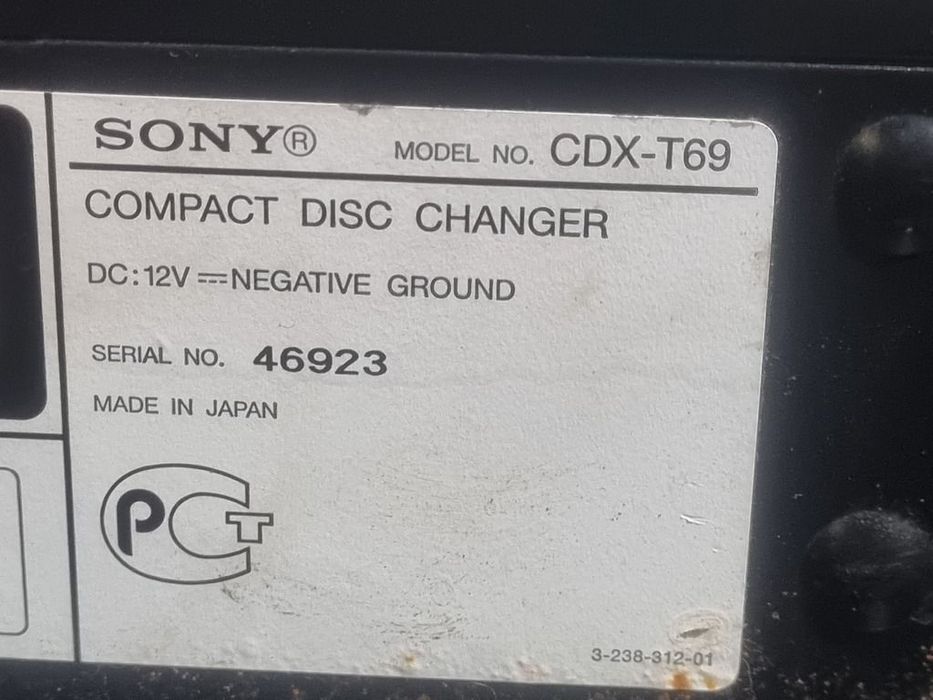 SONY® MODEL NO. CDX-T69
COMPACT DISC CHANGER
DC:12V ⎓ NEGATIVE GROUND
SERIAL NO. 46923
MADE IN JAPAN
РСТ
3-238-312-01